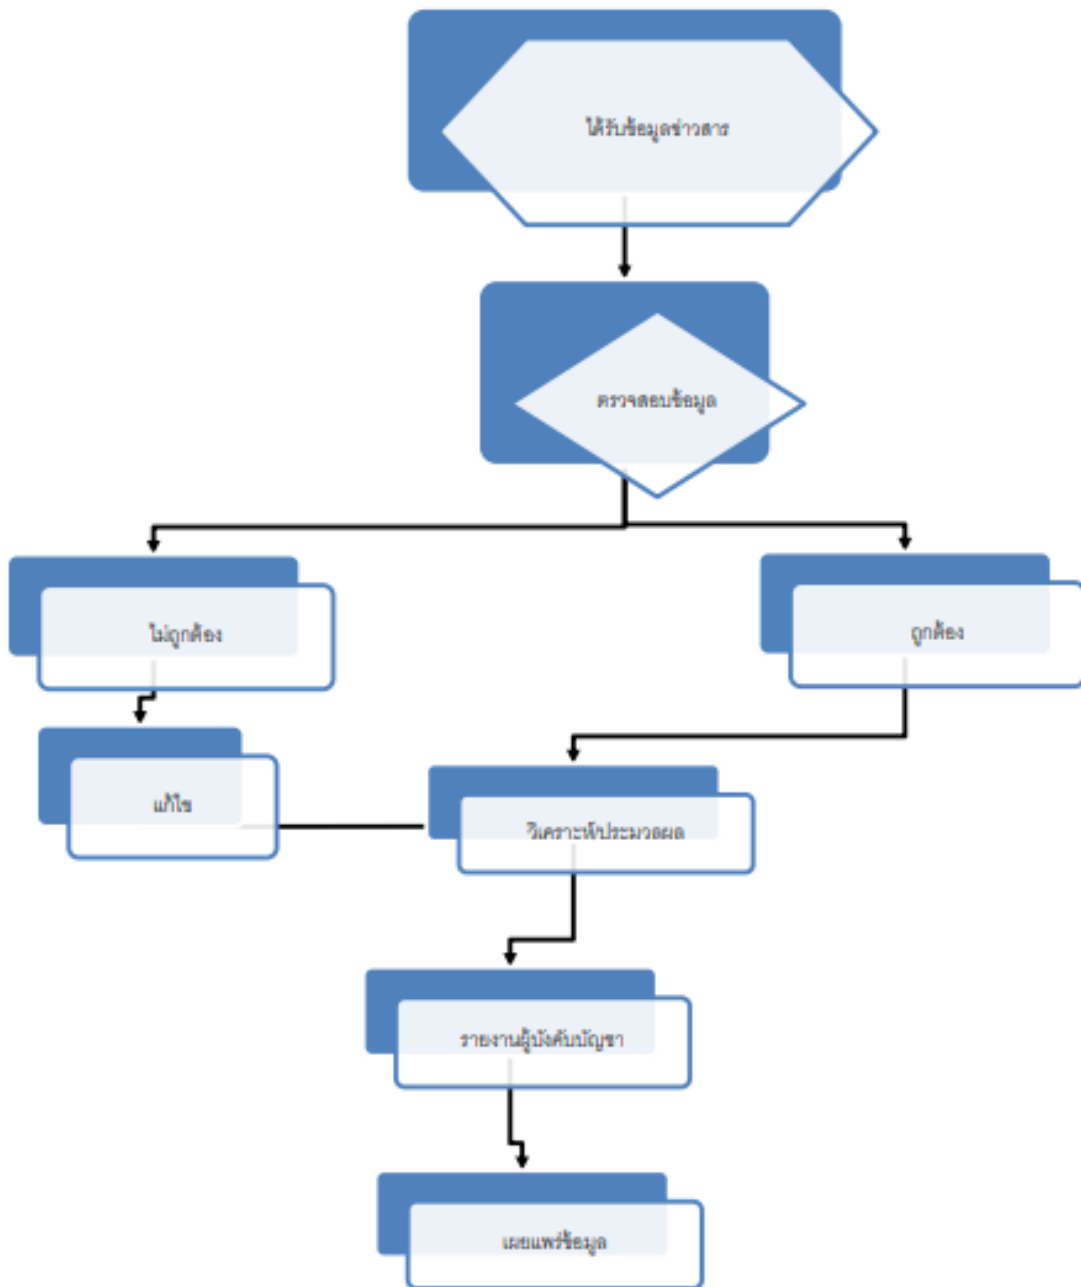 ได้รับข้อมูลข่าวสาร
ตรวจสอบข้อมูล
ไม่ถูกต้อง
ถูกต้อง
แก้ไข
วิเคราะห์/ประมวลผล
รายงานผู้บังคับบัญชา
เผยแพร่ข้อมูล